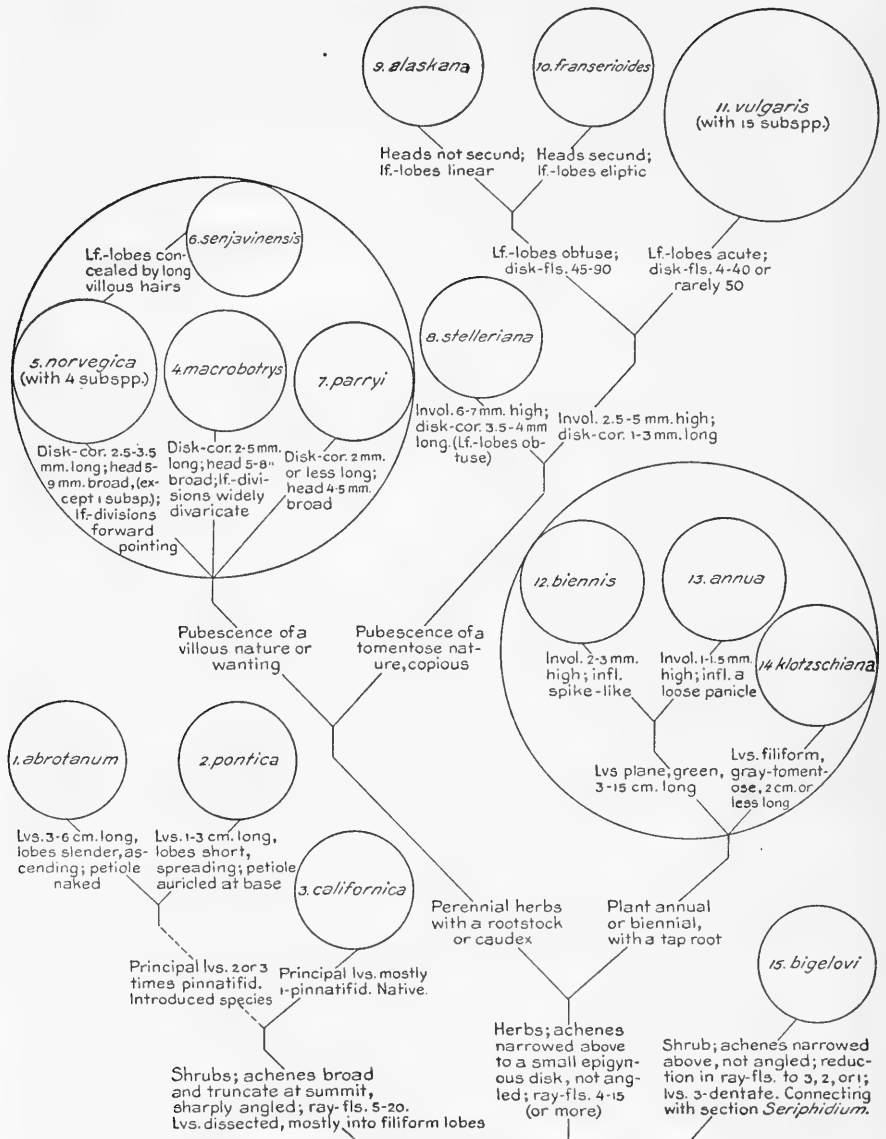 9. alaskana
10. franserioides
11. vulgaris
(with 15 subspp.)
Heads not secund;
lf.-lobes linear
Heads secund;
lf.-lobes eliptic
6. senjavinensis
Lf.-lobes con-
cealed by long
villous hairs
Lf.-lobes obtuse;
disk-fls. 45-90
Lf.-lobes acute;
disk-fls. 4-40 or
rarely 50
5. norvegica
(with 4 subspp.)
4. macrobotrys
7. parryi
8. stelleriana
Disk-cor. 2.5-3.5
mm. long; head 5-
9 mm. broad, (ex-
cept 1 subsp.);
lf.-divisions
forward
pointing
Disk-cor. 2-5 mm.
long; head 5-8"
broad; lf.-divi-
sions widely
divaricate
Disk-cor. 2 mm.
or less long;
head 4-5 mm.
broad
Invol. 6-7 mm. high;
disk-cor. 3.5-4 mm
long. (Lf.-lobes ob-
tuse)
Invol. 2.5-5 mm. high;
disk-cor. 1-3 mm. long
12. biennis
13. annua
14 klotzschiana
Pubescence of a
villous nature or
wanting
Pubescence of a
tomentose nat-
ure, copious
Invol. 2-3 mm.
high; infl.
spike-like
Invol. 1-1.5 mm.
high; infl. a
loose panicle
1. abrotanum
2. pontica
Lvs plane, green,
3-15 cm. long
Lvs. filiform,
gray-toment-
ose, 2 cm. or
less long
Lvs. 3-6 cm. long,
lobes slender, as-
cending; petiole
naked
Lvs. 1-3 cm. long,
lobes short,
spreading; petiole
auricled at base
3. californica
Perennial herbs
with a rootstock
or caudex
Plant annual
or biennial,
with a tap root
15. bigelovi
Principal lvs. 2 or 3
times pinnatifid.
Introduced species
Principal lvs. mostly
1-pinnatifid. Native.
Shrubs; achenes broad
and truncate at summit,
sharply angled; ray-fls. 5-20.
Lvs. dissected, mostly into filiform lobes
Herbs; achenes
narrowed above
to a small epigyn-
ous disk, not ang-
led; ray-fls. 4-15
(or more)
Shrub; achenes narrowed
above, not angled; reduc-
tion in ray-fls. to 3, 2, or 1;
lvs. 3-dentate. Connecting
with section Seriphidium.